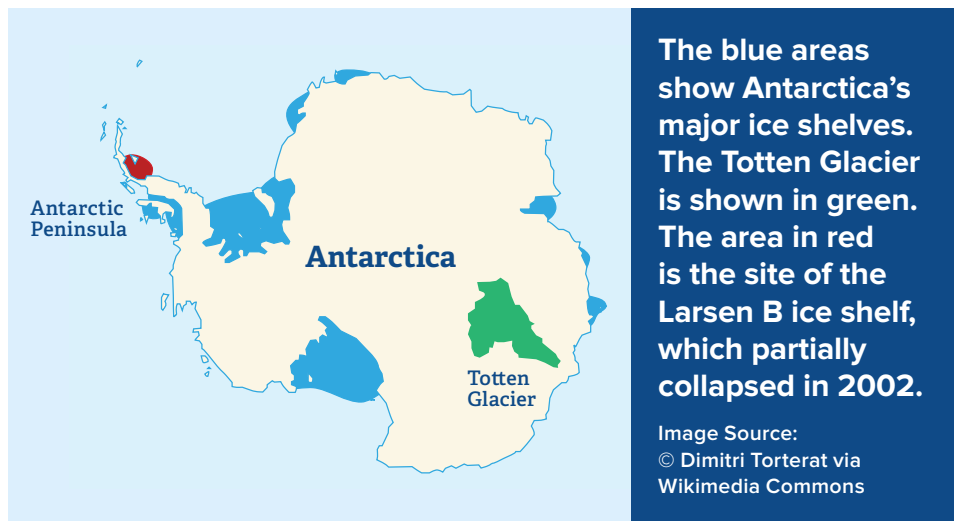 Antarctic
Peninsula
Antarctica
Totten
Glacier
The blue areas
show Antarctica’s
major ice shelves.
The Totten Glacier
is shown in green.
The area in red
is the site of the
Larsen B ice shelf,
which partially
collapsed in 2002.
Image Source:
© Dimitri Torterat via
Wikimedia Commons